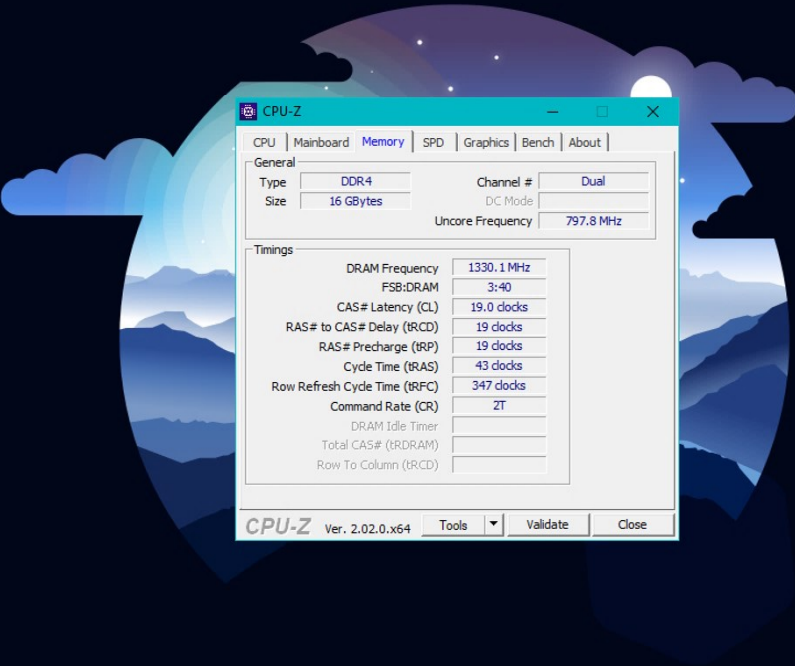 CPU-Z
CPU Mainboard Memory SPD Graphics Bench About
General
Type DDR4 Channel # Dual
Size 16 GBytes DC Mode
Uncore Frequency 797.8 MHz
Timings
DRAM Frequency 1330.1 MHz
FSB:DRAM 3:40
CAS# Latency (CL) 19.0 clocks
RAS# to CAS# Delay (tRCD) 19 clocks
RAS# Precharge (tRP) 19 clocks
Cycle Time (tRAS) 43 clocks
Row Refresh Cycle Time (tRFC) 347 clocks
Command Rate (CR) 2T
DRAM Idle Timer
Total CAS# (tRDRAM)
Row To Column (tRCD)
CPU-Z Ver. 2.02.0.x64 Tools Validate Close